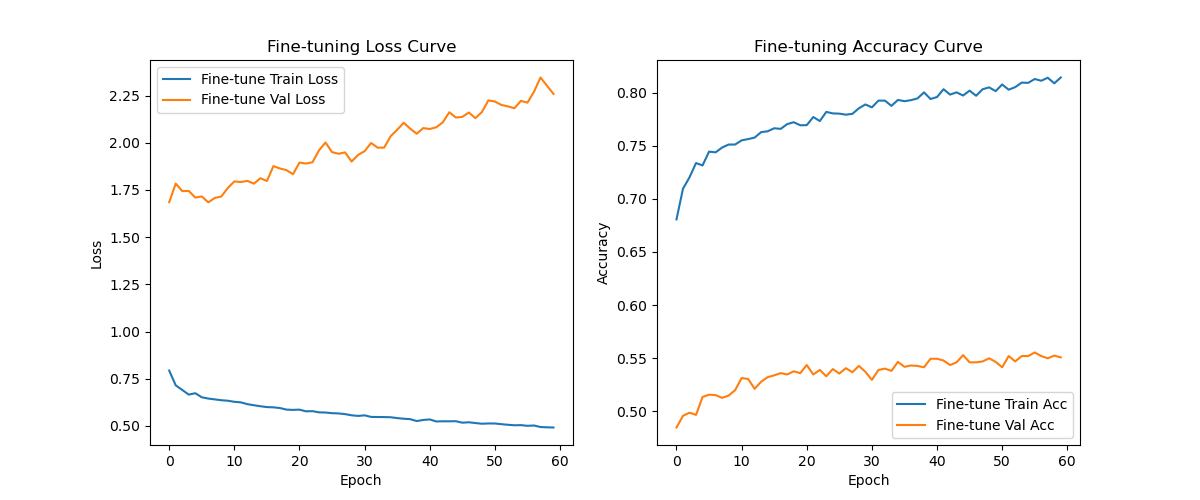 Fine-tuning Loss Curve
Fine-tune Train Loss
Fine-tune Val Loss
2.25
2.00
1.75
1.50
1.25
1.00
0.75
0.50
Loss
0 10 20 30 40 50 60
Epoch
Fine-tuning Accuracy Curve
0.80
0.75
0.70
0.65
0.60
0.55
0.50
Accuracy
Fine-tune Train Acc
Fine-tune Val Acc
0 10 20 30 40 50 60
Epoch